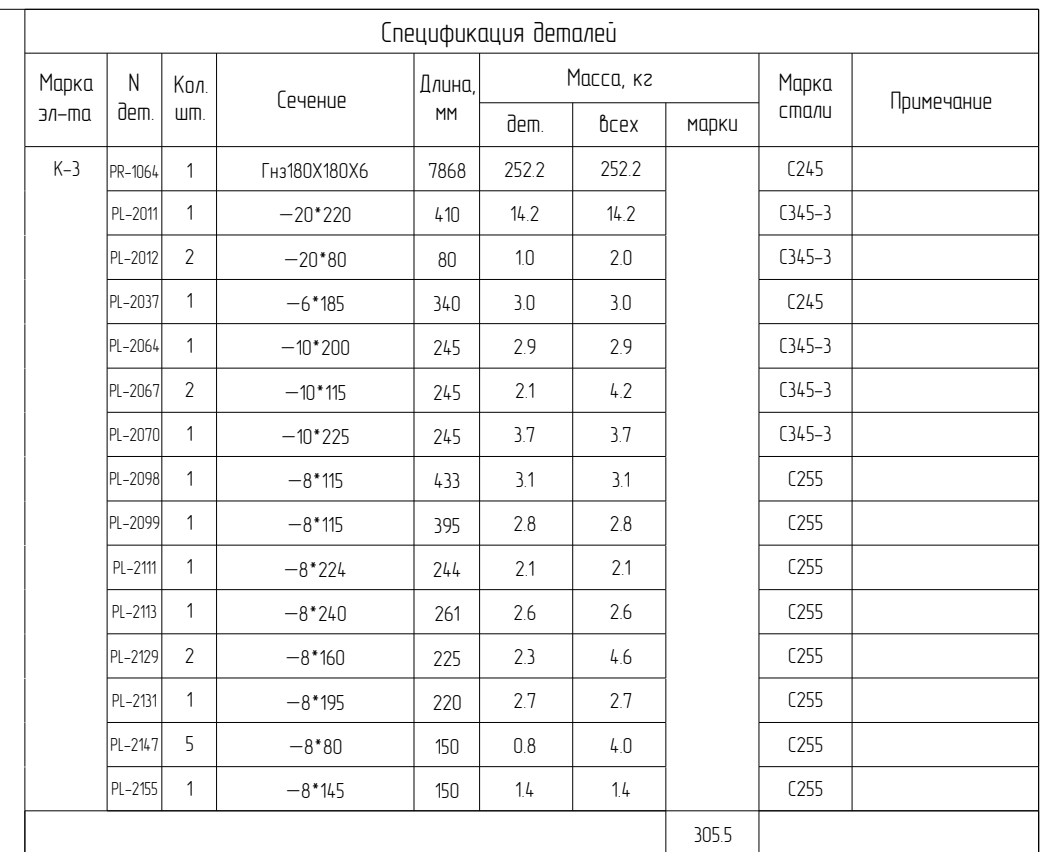 Спецификация деталей
Марка эл-та N дет. Кол. шт. Сечение Длина, мм Масса, кг Марка стали Примечание
дет. всех марки
К-3 PR-1064 1 Гнз180Х180Х6 7868 252.2 252.2 С245
PL-2011 1 —20*220 410 14.2 14.2 С345-3
PL-2012 2 —20*80 80 1.0 2.0 С345-3
PL-2037 1 —6*185 340 3.0 3.0 С245
PL-2064 1 —10*200 245 2.9 2.9 С345-3
PL-2067 2 —10*115 245 2.1 4.2 С345-3
PL-2070 1 —10*225 245 3.7 3.7 С345-3
PL-2098 1 —8*115 433 3.1 3.1 С255
PL-2099 1 —8*115 395 2.8 2.8 С255
PL-2111 1 —8*224 244 2.1 2.1 С255
PL-2113 1 —8*240 261 2.6 2.6 С255
PL-2129 2 —8*160 225 2.3 4.6 С255
PL-2131 1 —8*195 220 2.7 2.7 С255
PL-2147 5 —8*80 150 0.8 4.0 С255
PL-2155 1 —8*145 150 1.4 1.4 С255
305.5